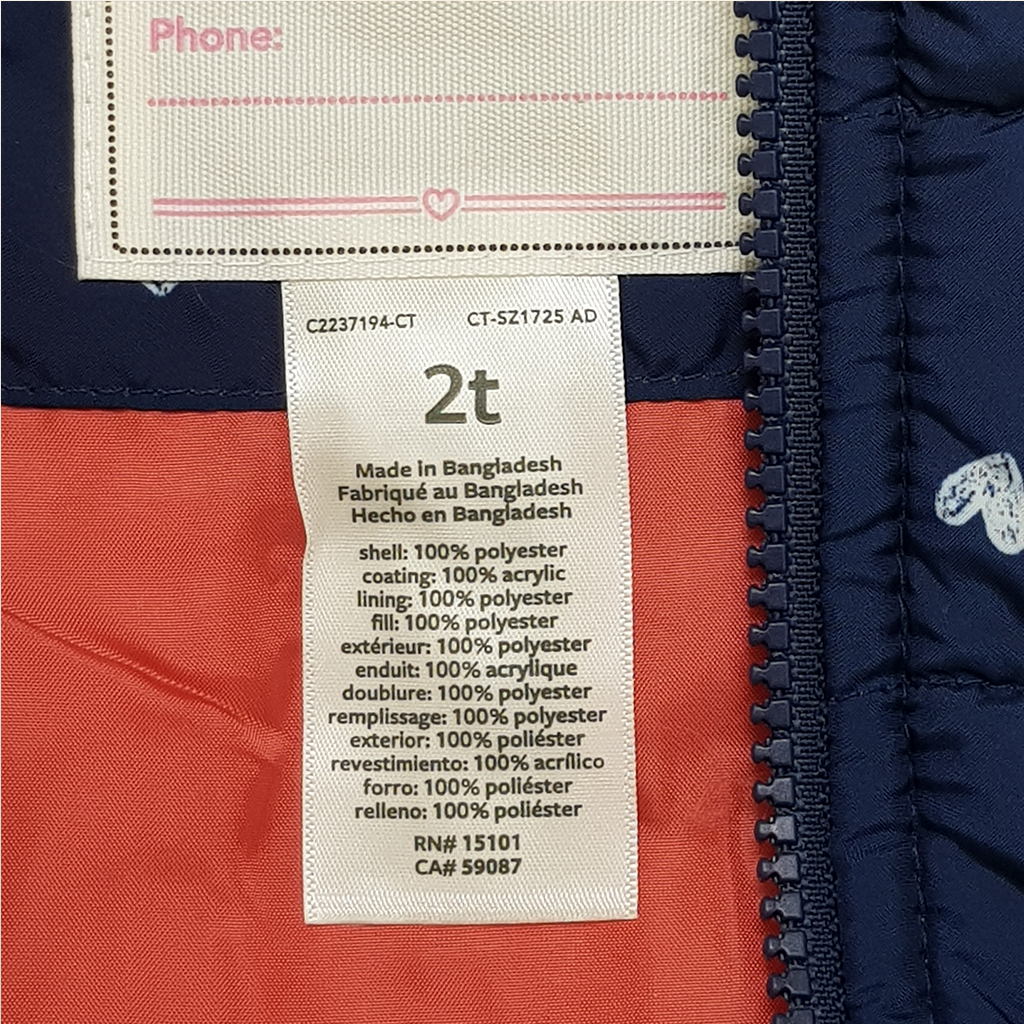 Phone:
C2237194-CT CT-SZ1725 AD
2t
Made in Bangladesh
Fabriqué au Bangladesh
Hecho en Bangladesh
shell: 100% polyester
coating: 100% acrylic
lining: 100% polyester
fill: 100% polyester
extérieur: 100% polyester
enduit: 100% acrylique
doublure: 100% polyester
remplissage: 100% polyester
exterior: 100% poliéster
revestimiento: 100% acrílico
forro: 100% poliéster
relleno: 100% poliéster
RN# 15101
CA# 59087